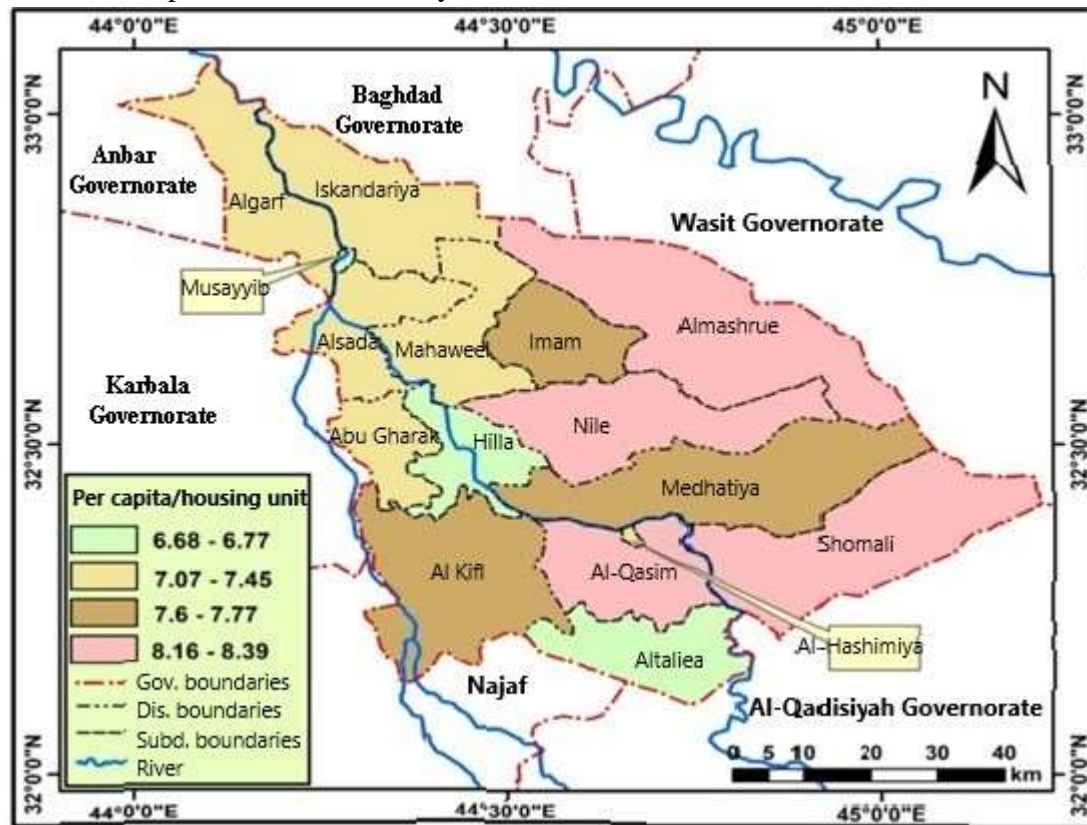 44°0'0"E
44°30'0"E
45°0'0"E
33°0'0"N
33°0'0"N
N
Baghdad
Governorate
Anbar
Governorate
Iskandariya
Algarf
Wasit Governorate
Musayyib
Almashrue
Alsada
Mahaweel
Imam
Karbala
Governorate
Abu Gharak
Hilla
Nile
32°30'0"N
32°30'0"N
Medhatiya
Per capita/housing unit
6.68 - 6.77
7.07 - 7.45
7.6 - 7.77
8.16 - 8.39
Gov. boundaries
Dis. boundaries
Subd. boundaries
River
Shomali
Al Kifl
Al-Qasim
Al-Hashimiya
Altaliea
Najaf
Al-Qadisiyah Governorate
0 5 10 20 30 40
km
32°0'0"N
32°0'0"N
44°0'0"E
44°30'0"E
45°0'0"E